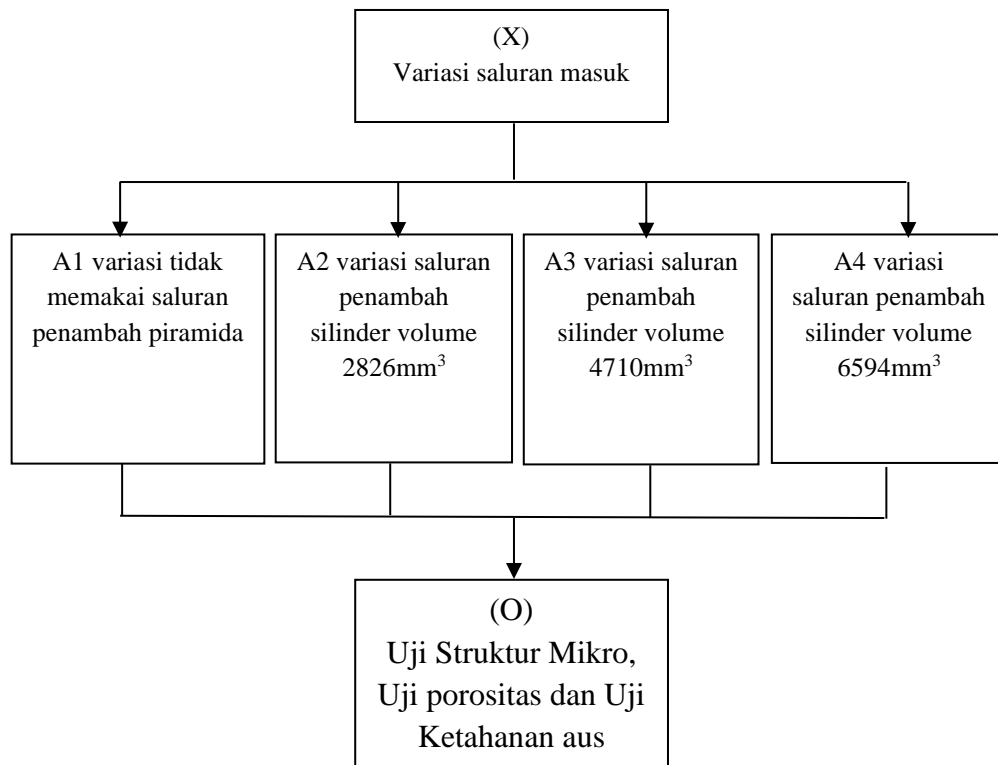 (X)
Variasi saluran masuk
A1 variasi tidak
memakai saluran
penambah piramida
A2 variasi saluran
penambah
silinder volume
2826mm³
A3 variasi saluran
penambah
silinder volume
4710mm³
A4 variasi
saluran penambah
silinder volume
6594mm³
(O)
Uji Struktur Mikro,
Uji porositas dan Uji
Ketahanan aus